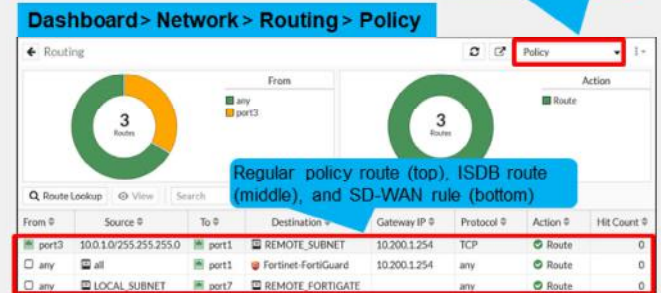 Dashboard> Network> Routing> Policy
Routing
Policy
From
any
port3
3
Routes
Action
Route
3
Routes
Regular policy route (top), ISDB route
(middle), and SD-WAN rule (bottom)
Route Lookup View Search
From Source To Destination Gateway IP Protocol Action Hit Count
port3 10.0.1.0/255.255.255.0 port1 REMOTE_SUBNET 10.200.1.254 TCP Route 0
any all port1 Fortinet-FortiGuard 10.200.1.254 any Route 0
any LOCAL_SUBNET port7 REMOTE_FORTIGATE any Route 0